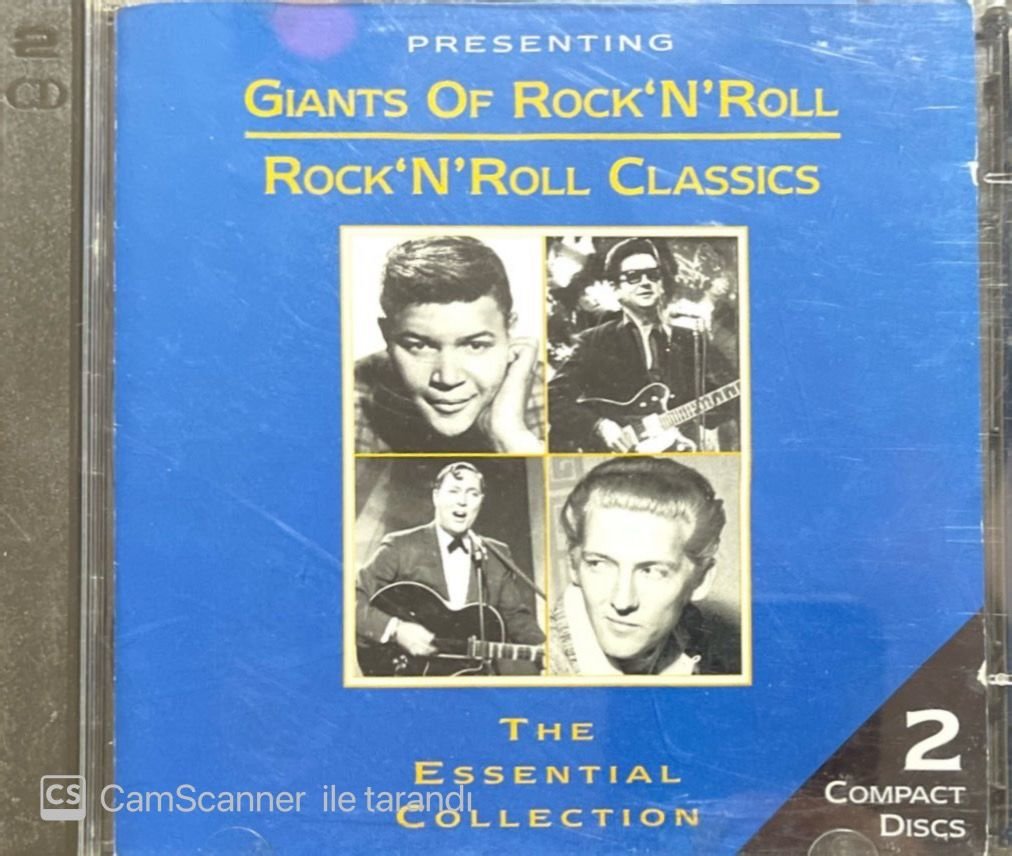 2
CD
PRESENTING
GIANTS OF ROCK‘N’ROLL
ROCK‘N’ROLL CLASSICS
THE
ESSENTIAL
COLLECTION
2
COMPACT
DISCS
CS CamScanner ile tarandı